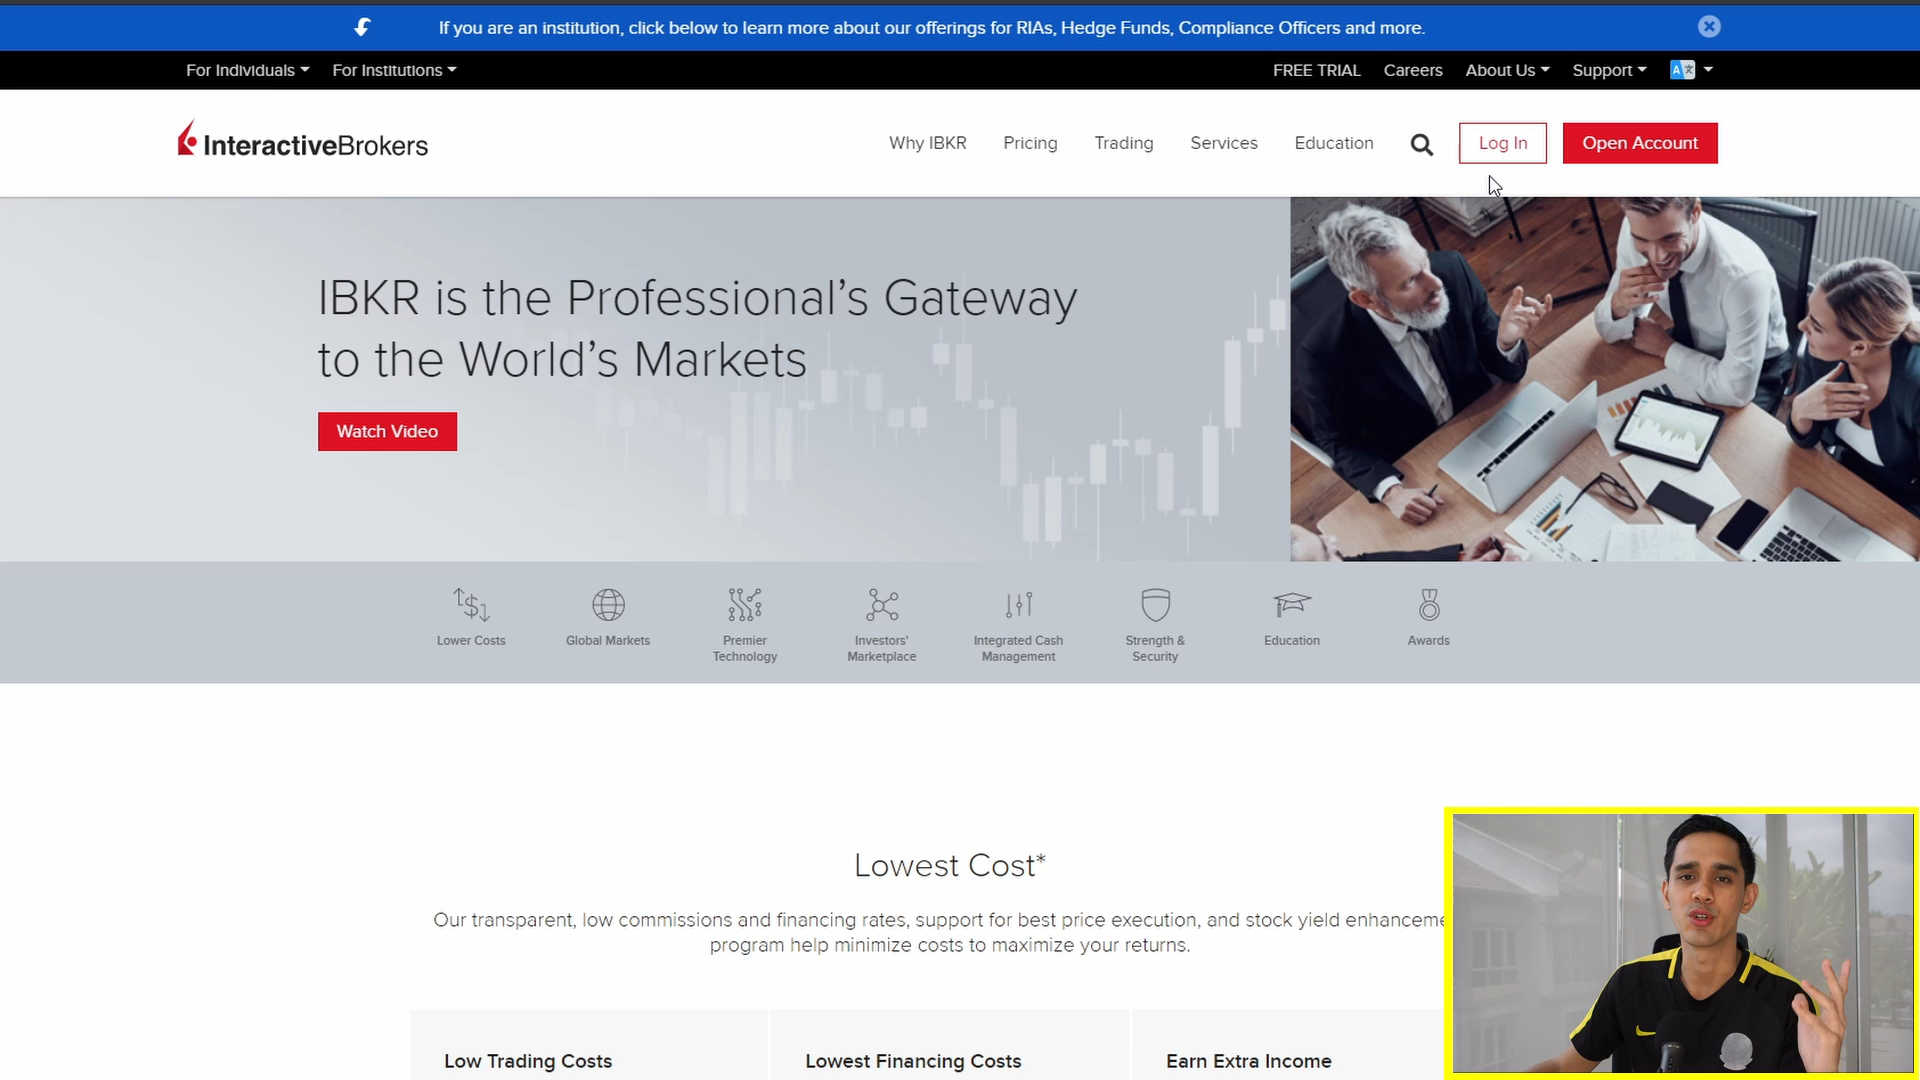 If you are an institution, click below to learn more about our offerings for RIAs, Hedge Funds, Compliance Officers and more.
For Individuals For Institutions FREE TRIAL Careers About Us Support
InteractiveBrokers Why IBKR Pricing Trading Services Education Log In Open Account
IBKR is the Professional’s Gateway
to the World’s Markets
Watch Video
Lower Costs Global Markets Premier Technology Investors' Marketplace Integrated Cash Management Strength & Security Education Awards
Lowest Cost*
Our transparent, low commissions and financing rates, support for best price execution, and stock yield enhanceme
program help minimize costs to maximize your returns.
Low Trading Costs Lowest Financing Costs Earn Extra Income